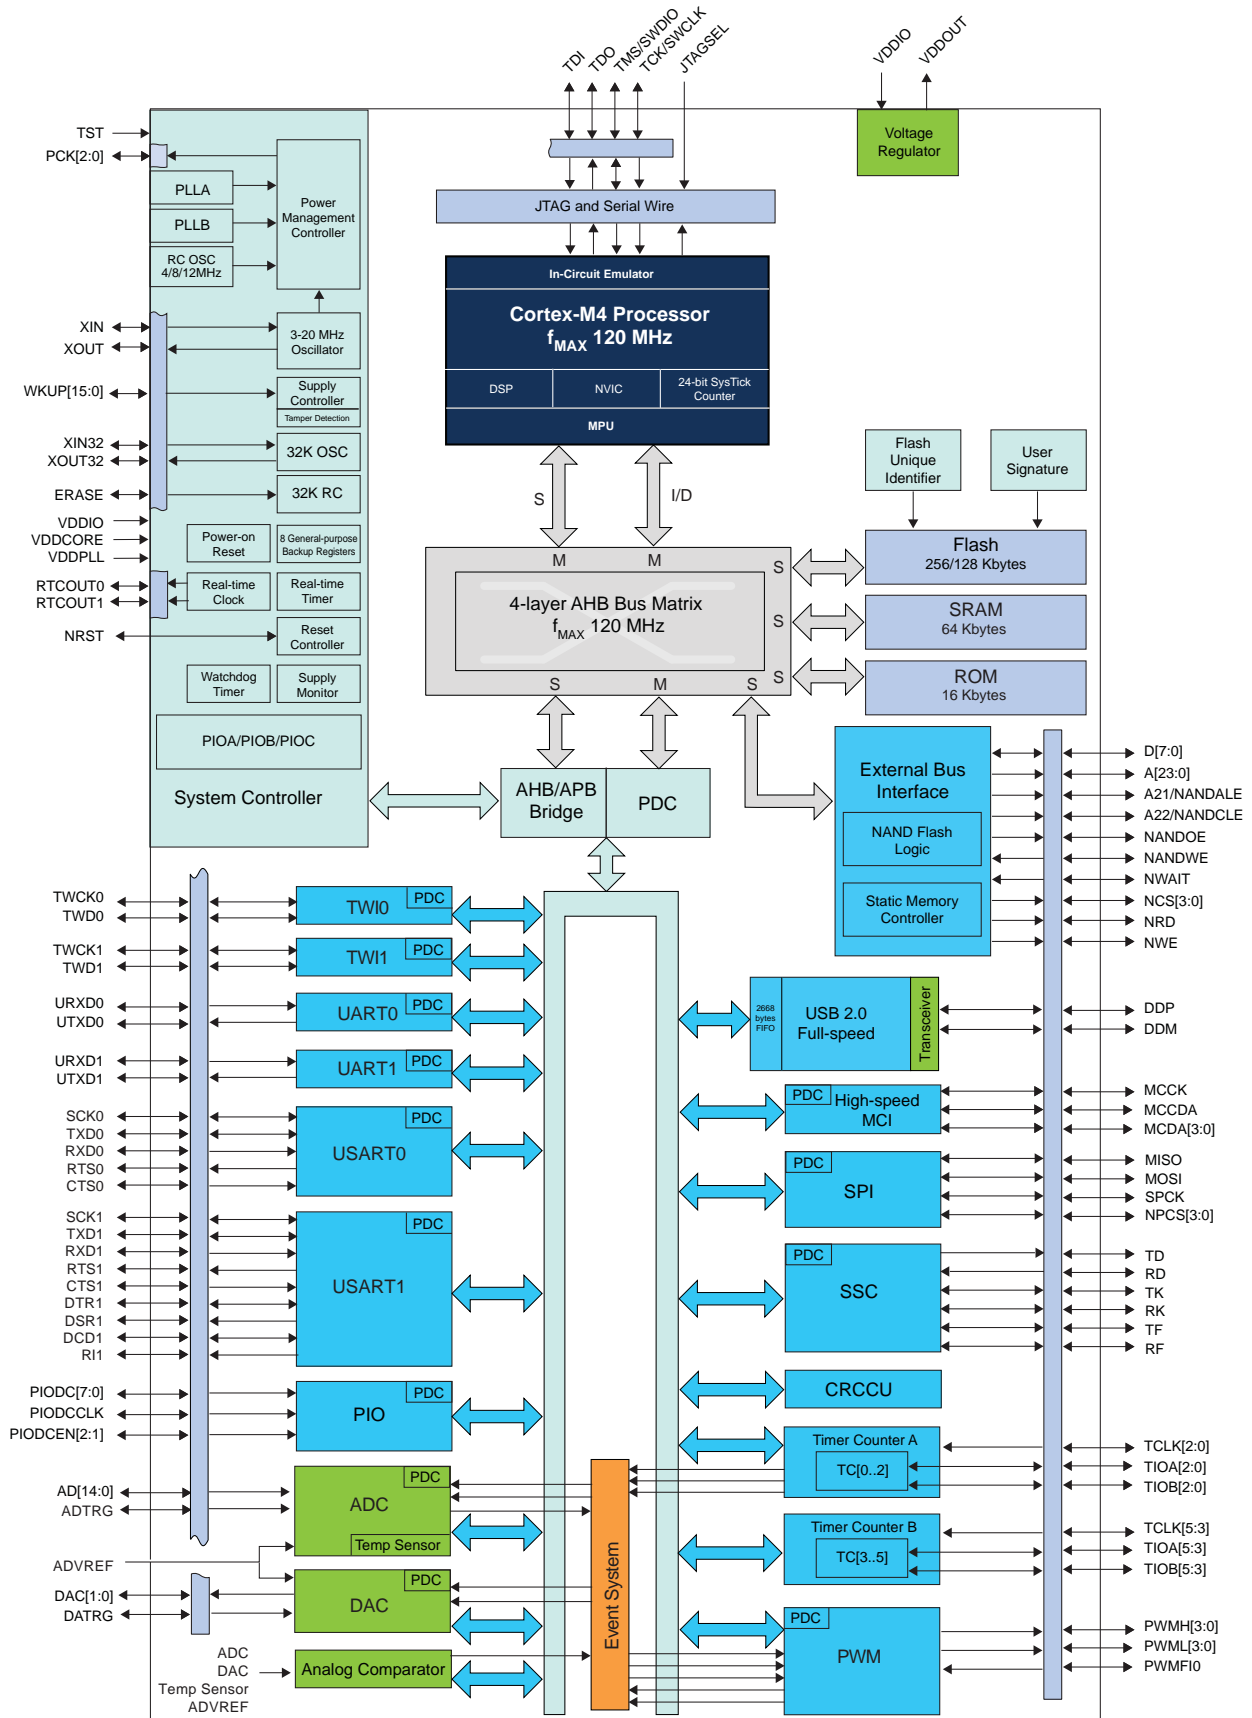 TDI
TDO
TMS/SWDIO
TCK/SWCLK
JTAGSEL
VDDIO
VDDOUT
TST
PCK[2:0]
PLLA
PLLB
RC OSC
4/8/12MHz
Power
Management
Controller
XIN
XOUT
3-20 MHz
Oscillator
WKUP[15:0]
Supply
Controller
Tamper Detection
XIN32
XOUT32
32K OSC
ERASE
32K RC
VDDIO
VDDCORE
VDDPLL
Power-on
Reset
8 General-purpose
Backup Registers
RTCOUT0
RTCOUT1
Real-time
Clock
Real-time
Timer
NRST
Reset
Controller
Watchdog
Timer
Supply
Monitor
PIOA/PIOB/PIOC
System Controller
Voltage
Regulator
JTAG and Serial Wire
In-Circuit Emulator
Cortex-M4 Processor
fMAX 120 MHz
DSP
NVIC
24-bit SysTick
Counter
MPU
S
I/D
M
M
S
4-layer AHB Bus Matrix
fMAX 120 MHz
S
S
S
M
S
Flash
Unique
Identifier
User
Signature
Flash
256/128 Kbytes
SRAM
64 Kbytes
ROM
16 Kbytes
AHB/APB
Bridge
PDC
External Bus
Interface
NAND Flash
Logic
Static Memory
Controller
D[7:0]
A[23:0]
A21/NANDALE
A22/NANDCLE
NANDOE
NANDWE
NWAIT
NCS[3:0]
NRD
NWE
TWCK0
TWD0
TWI0
PDC
TWCK1
TWD1
TWI1
PDC
URXD0
UTXD0
UART0
PDC
URXD1
UTXD1
UART1
PDC
SCK0
TXD0
RXD0
RTS0
CTS0
USART0
PDC
SCK1
TXD1
RXD1
RTS1
CTS1
DTR1
DSR1
DCD1
RI1
USART1
PDC
PIODC[7:0]
PIODCCLK
PIODCEN[2:1]
PIO
PDC
AD[14:0]
ADTRG
ADC
PDC
Temp Sensor
ADVREF
DAC[1:0]
DATRG
DAC
PDC
ADC
DAC
Temp Sensor
ADVREF
Analog Comparator
Event System
2668
bytes
FIFO
USB 2.0
Full-speed
Transceiver
DDP
DDM
PDC
High-speed
MCI
MCCK
MCCDA
MCDA[3:0]
PDC
SPI
MISO
MOSI
SPCK
NPCS[3:0]
PDC
SSC
TD
RD
TK
RK
TF
RF
CRCCU
Timer Counter A
TC[0..2]
TCLK[2:0]
TIOA[2:0]
TIOB[2:0]
Timer Counter B
TC[3..5]
TCLK[5:3]
TIOA[5:3]
TIOB[5:3]
PDC
PWM
PWMH[3:0]
PWML[3:0]
PWMFI0